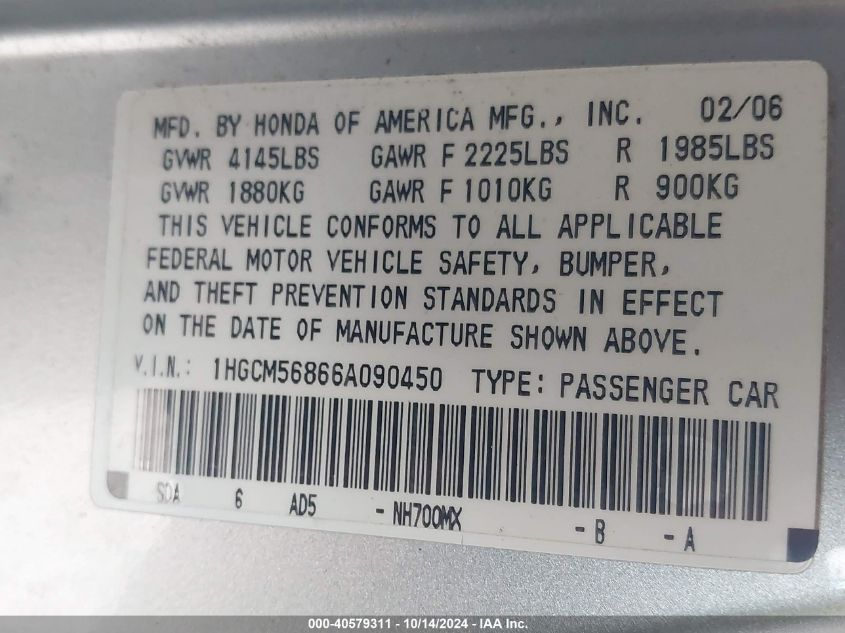 MFD. BY HONDA OF AMERICA MFG., INC. 02/06
GVWR 4145LBS GAWR F 2225LBS R 1985LBS
GVWR 1880KG GAWR F 1010KG R 900KG
THIS VEHICLE CONFORMS TO ALL APPLICABLE
FEDERAL MOTOR VEHICLE SAFETY, BUMPER,
AND THEFT PREVENTION STANDARDS IN EFFECT
ON THE DATE OF MANUFACTURE SHOWN ABOVE.
V.I.N.: 1HGCM56866A090450 TYPE: PASSENGER CAR
SDA 6 AD5 - NH700MX - B - A
000-40579311 - 10/14/2024 - IAA Inc.